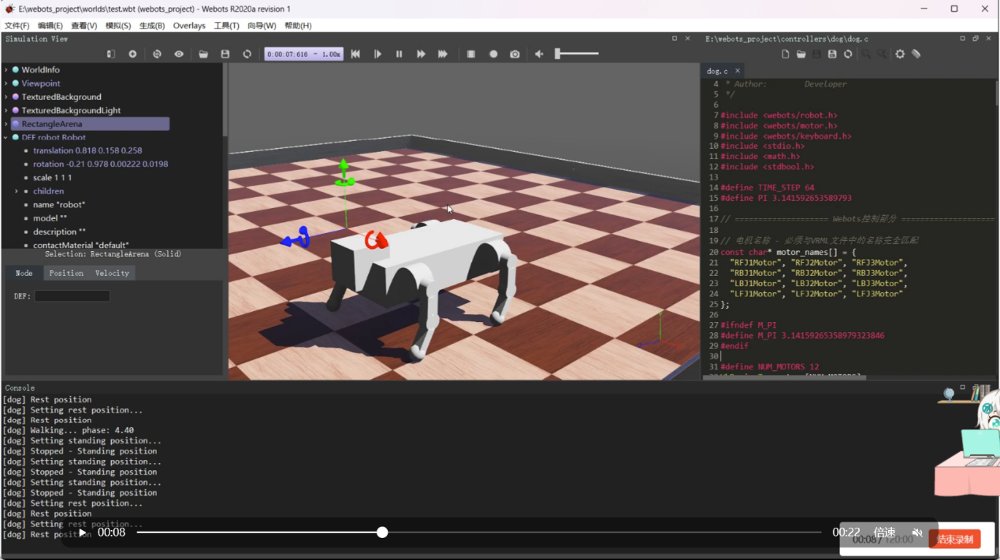 E:\webots_project\worlds\test.wbt (webots_project) - Webots R2020a revision 1
文件(F) 编辑(E) 查看(V) 模拟(S) 生成(B) Overlays 工具(T) 向导(W) 帮助(H)
Simulation View
0:00:07:616 - 1.00x
WorldInfo
Viewpoint
TexturedBackground
TexturedBackgroundLight
RectangleArena
DEF robot Robot
translation 0.818 0.158 0.258
rotation -0.21 0.978 0.00222 0.0198
scale 1 1 1
children
name "robot"
model ""
description ""
contactMaterial "default"
Selection: RectangleArena (Solid)
Node Position Velocity
DEF:
E:\webots_project\controllers\dog\dog.c
dog.c
4 * Author: Developer
5 */
6
7 #include <webots/robot.h>
8 #include <webots/motor.h>
9 #include <webots/keyboard.h>
10 #include <stdio.h>
11 #include <math.h>
12 #include <stdbool.h>
13
14 #define TIME_STEP 64
15 #define PI 3.141592653589793
16
17 // =================== Webots控制部分 ===================
18
19 // 电机名称 - 必须与VRML文件中的名称完全匹配
20 const char* motor_names[] = {
21 "RFJ1Motor", "RFJ2Motor", "RFJ3Motor",
22 "RBJ1Motor", "RBJ2Motor", "RBJ3Motor",
23 "LBJ1Motor", "LBJ2Motor", "LBJ3Motor",
24 "LFJ1Motor", "LFJ2Motor", "LFJ3Motor"
25 };
26
27 #ifndef M_PI
28 #define M_PI 3.14159265358979323846
29 #endif
30
31 #define NUM_MOTORS 12
Console
[dog] Rest position
[dog] Setting rest position...
[dog] Rest position
[dog] Walking... phase: 4.40
[dog] Setting standing position...
[dog] Stopped - Standing position
[dog] Setting standing position...
[dog] Stopped - Standing position
[dog] Setting standing position...
[dog] Stopped - Standing position
[dog] Setting rest position...
[dog] Rest position
[dog] Setting rest position...
[dog] Rest position
00:08 00:22 倍速
00:08 / 120:00 结束录制